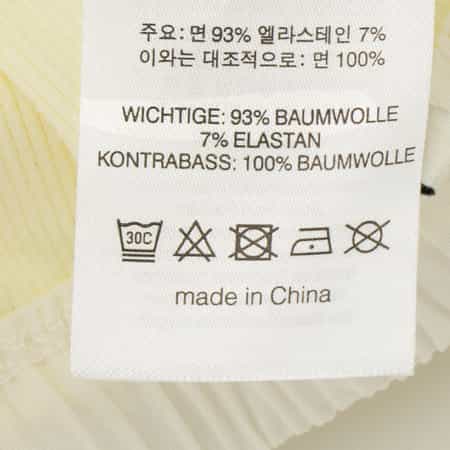 주요: 면 93% 엘라스테인 7%
이와는 대조적으로: 면 100%
WICHTIGE: 93% BAUMWOLLE
7% ELASTAN
KONTRABASS: 100% BAUMWOLLE
30C
made in China